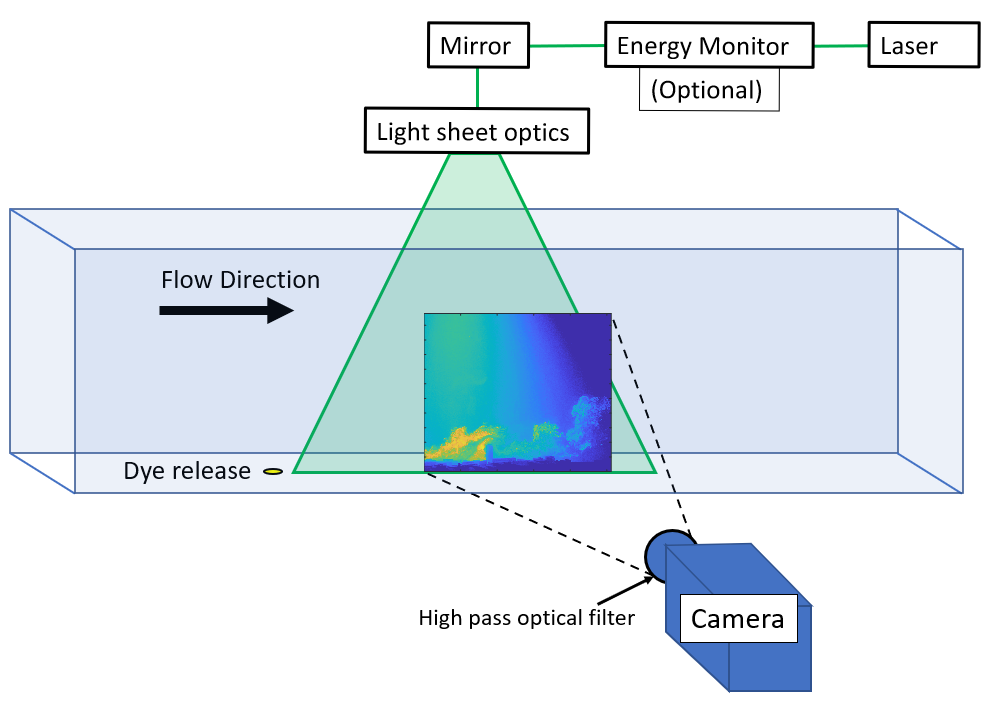 Mirror
Energy Monitor
Laser
(Optional)
Light sheet optics
Flow Direction
Dye release
High pass optical filter
Camera